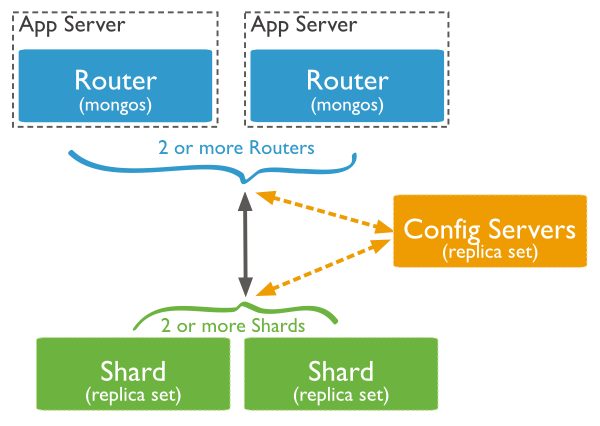 App Server
App Server
Router
(mongos)
Router
(mongos)
2 or more Routers
Config Servers
(replica set)
2 or more Shards
Shard
(replica set)
Shard
(replica set)